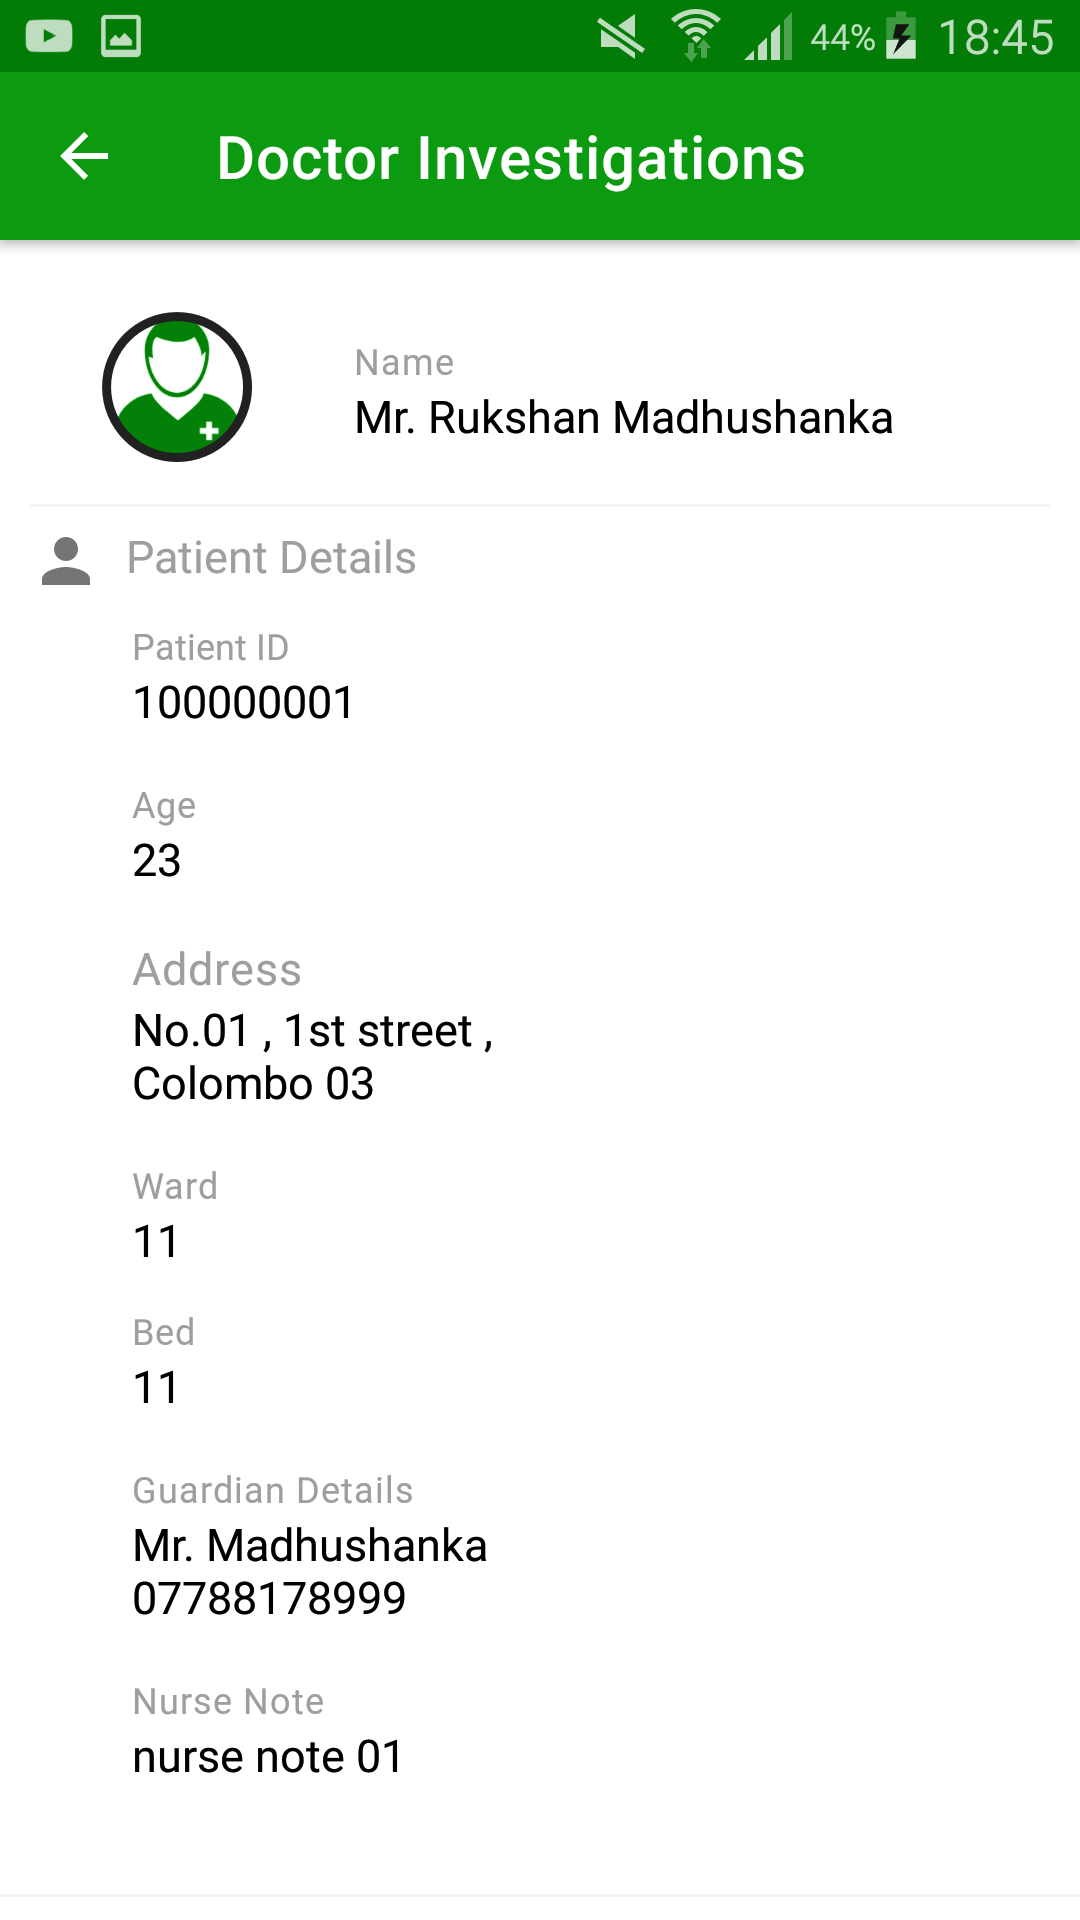 44% 18:45
Doctor Investigations
Name
Mr. Rukshan Madhushanka
Patient Details
Patient ID
100000001
Age
23
Address
No.01 , 1st street ,
Colombo 03
Ward
11
Bed
11
Guardian Details
Mr. Madhushanka
07788178999
Nurse Note
nurse note 01